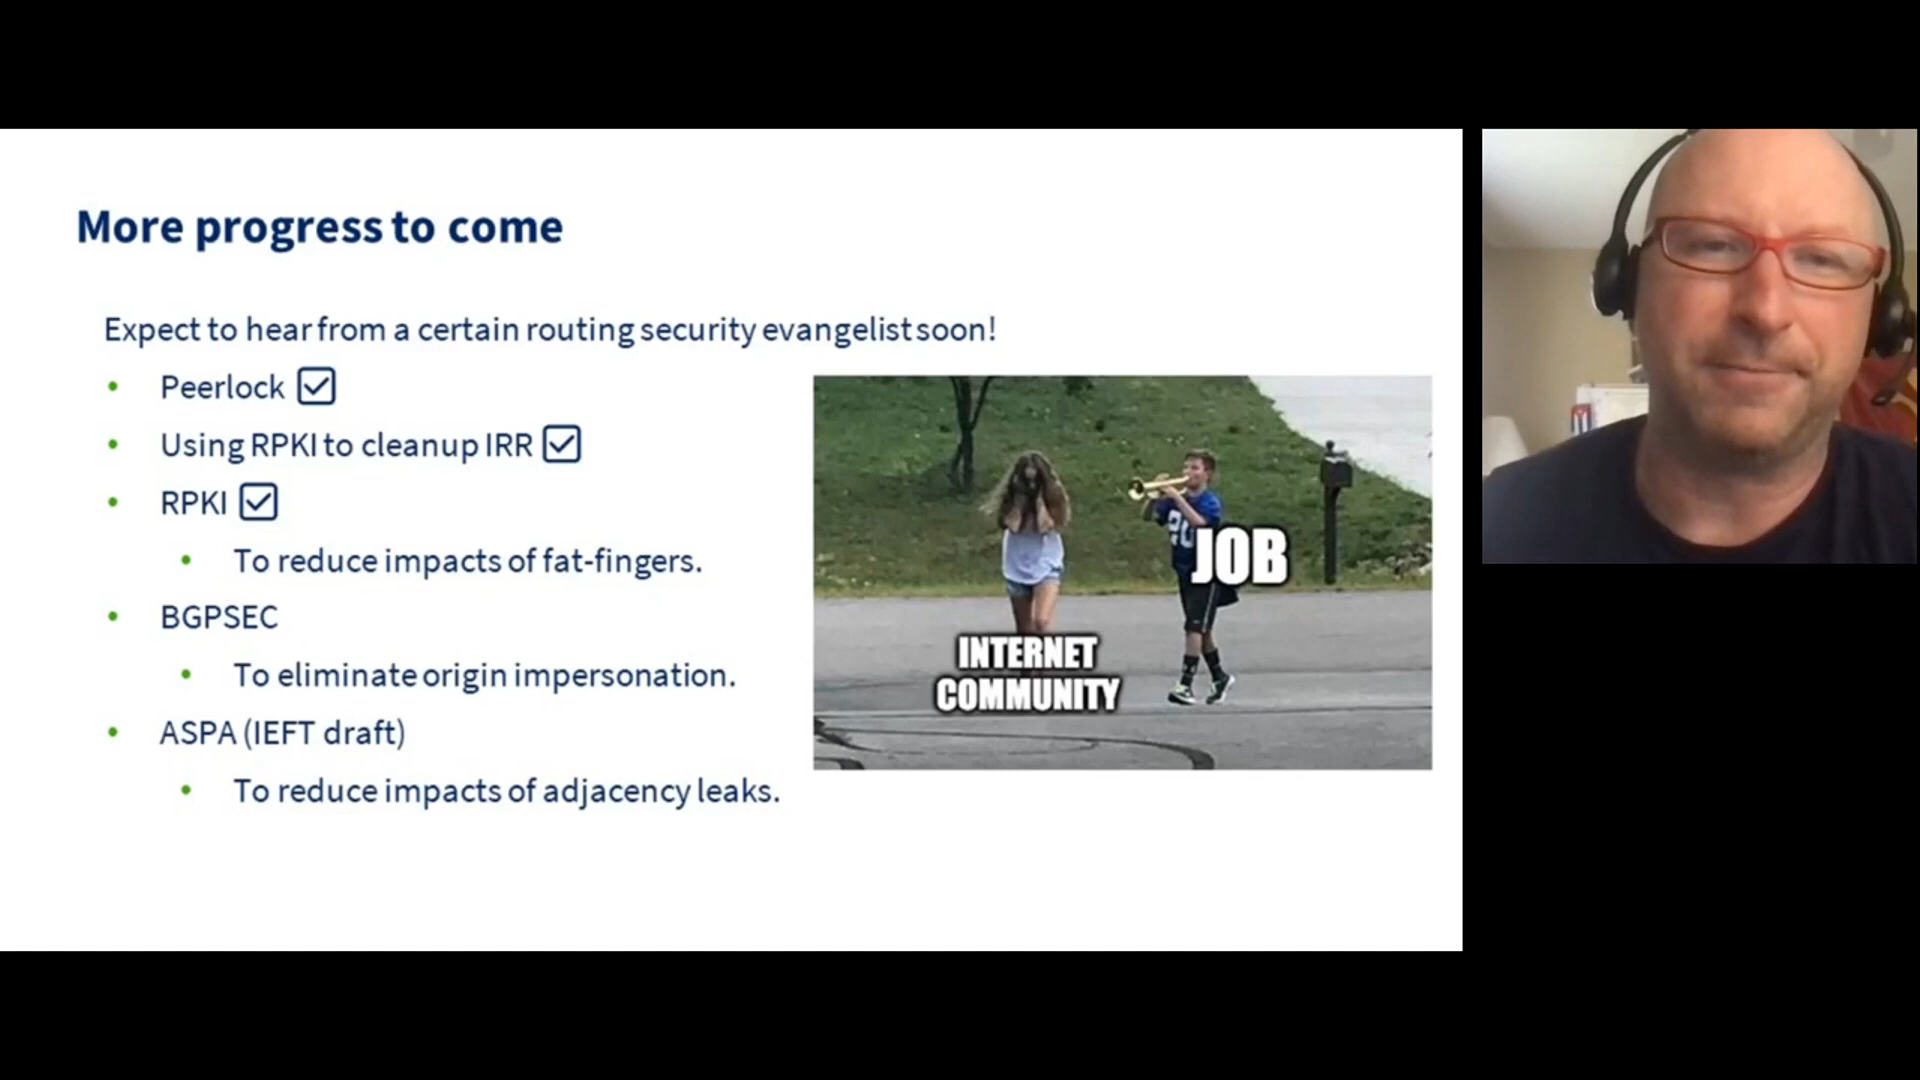 More progress to come
Expect to hear from a certain routing security evangelist soon!
• Peerlock ☑
• Using RPKI to cleanup IRR ☑
• RPKI ☑
• To reduce impacts of fat-fingers.
• BGPSEC
• To eliminate origin impersonation.
• ASPA (IEFT draft)
• To reduce impacts of adjacency leaks.
JOB
INTERNET
COMMUNITY